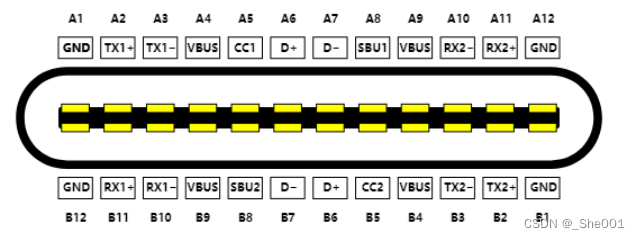 A1 A2 A3 A4 A5 A6 A7 A8 A9 A10 A11 A12
GND TX1+ TX1− VBUS CC1 D+ D− SBU1 VBUS RX2− RX2+ GND
GND RX1+ RX1− VBUS SBU2 D− D+ CC2 VBUS TX2− TX2+ GND
B12 B11 B10 B9 B8 B7 B6 B5 B4 B3 B2 B1
CSDN @_She001